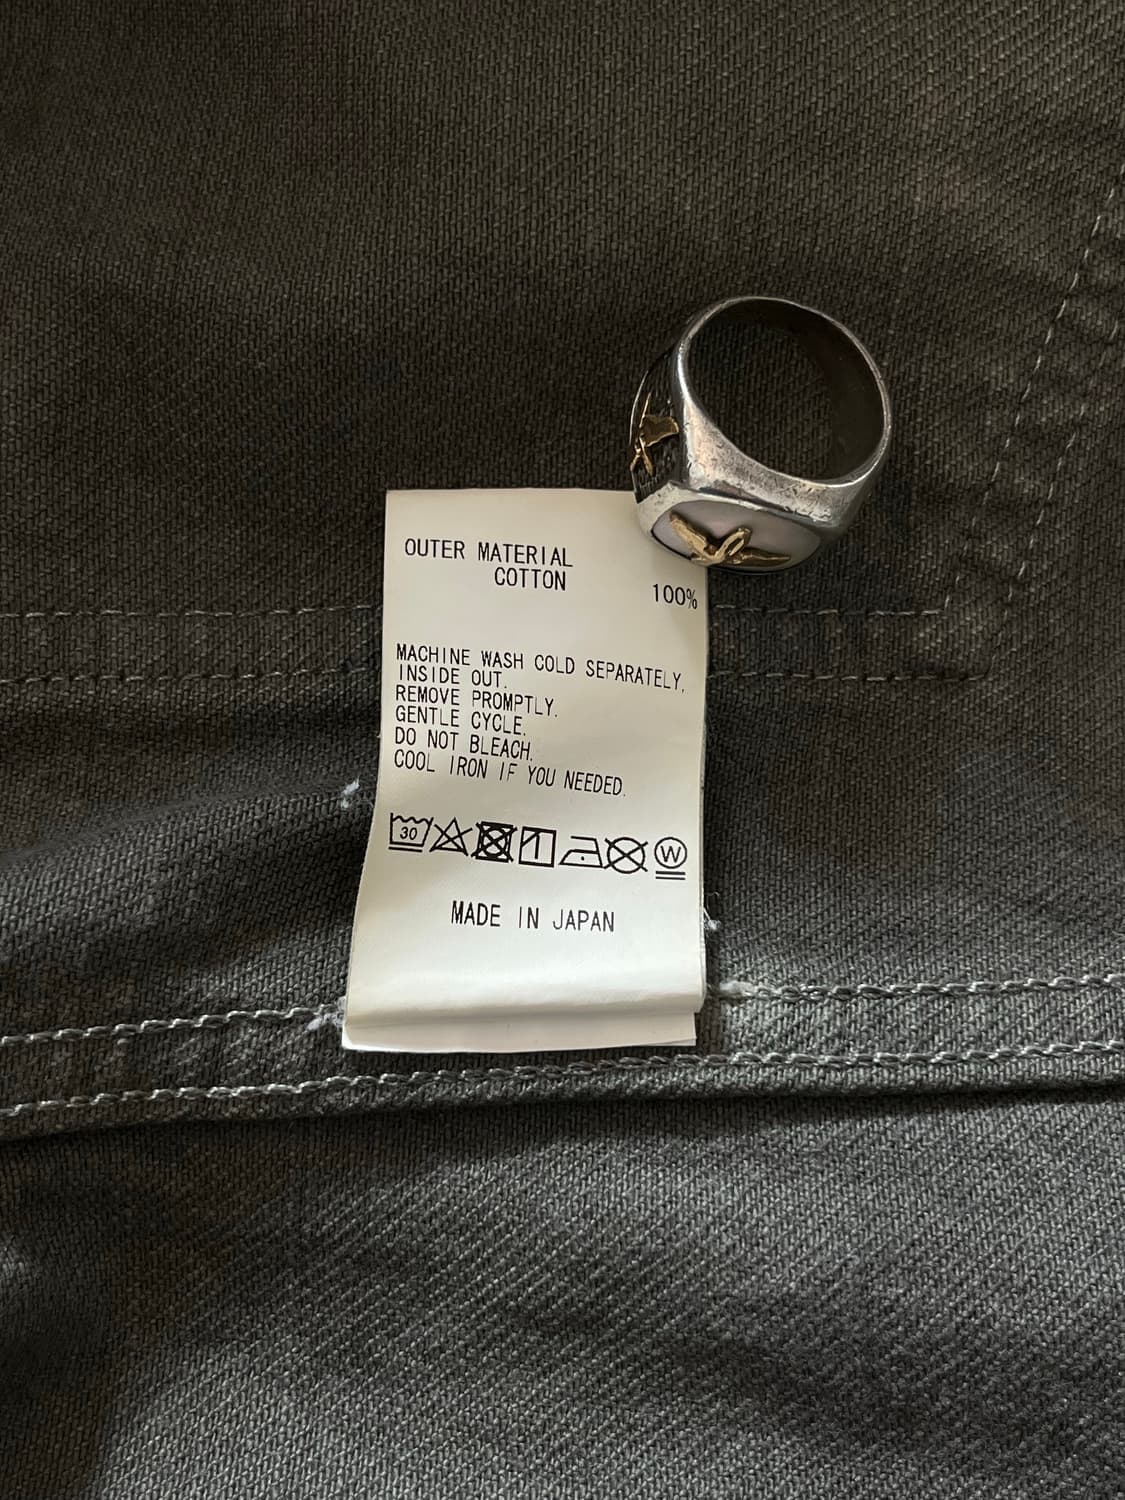 OUTER MATERIAL
COTTON 100%
MACHINE WASH COLD SEPARATELY,
INSIDE OUT.
REMOVE PROMPTLY.
GENTLE CYCLE.
DO NOT BLEACH.
COOL IRON IF YOU NEEDED.
30 W
MADE IN JAPAN